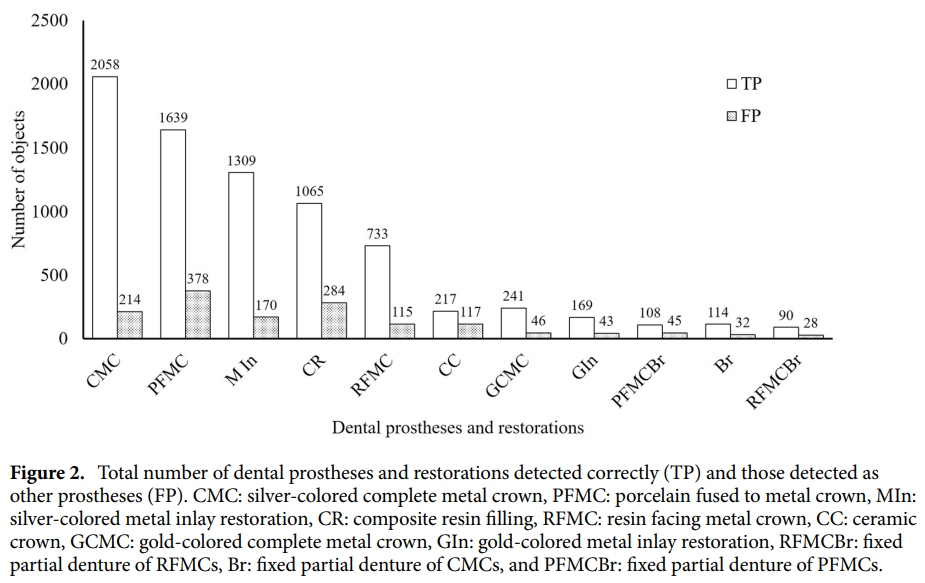 2500
2000
1500
1000
500
0
Number of objects
TP
FP
2058
214
1639
378
1309
170
1065
284
733
115
217
117
241
46
169
43
108
45
114
32
90
28
CMC
PFMC
M In
CR
RFMC
CC
GCMC
GIn
PFMCBr
Br
RFMCBr
Dental prostheses and restorations
Figure 2. Total number of dental prostheses and restorations detected correctly (TP) and those detected as
other prostheses (FP). CMC: silver-colored complete metal crown, PFMC: porcelain fused to metal crown, MIn:
silver-colored metal inlay restoration, CR: composite resin filling, RFMC: resin facing metal crown, CC: ceramic
crown, GCMC: gold-colored complete metal crown, GIn: gold-colored metal inlay restoration, RFMCBr: fixed
partial denture of RFMCs, Br: fixed partial denture of CMCs, and PFMCBr: fixed partial denture of PFMCs.